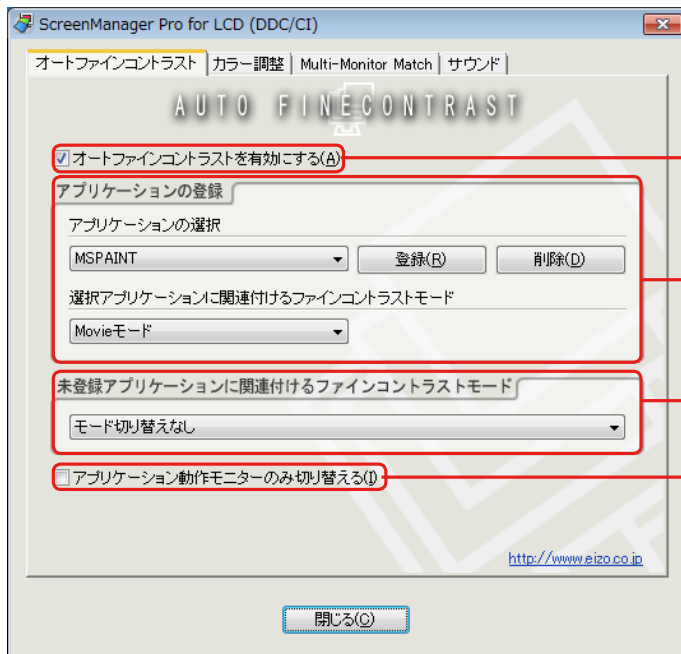 ScreenManager Pro for LCD (DDC/CI)
オートファインコントラスト カラー調整 Multi-Monitor Match サウンド
AUTO FINECONTRAST
オートファインコントラストを有効にする(A)
アプリケーションの登録
アプリケーションの選択
MSPAINT 登録(R) 削除(D)
選択アプリケーションに関連付けるファインコントラストモード
Movieモード
未登録アプリケーションに関連付けるファインコントラストモード
モード切り替えなし
アプリケーション動作モニターのみ切り替える(I)
http://www.eizo.co.jp
閉じる(C)